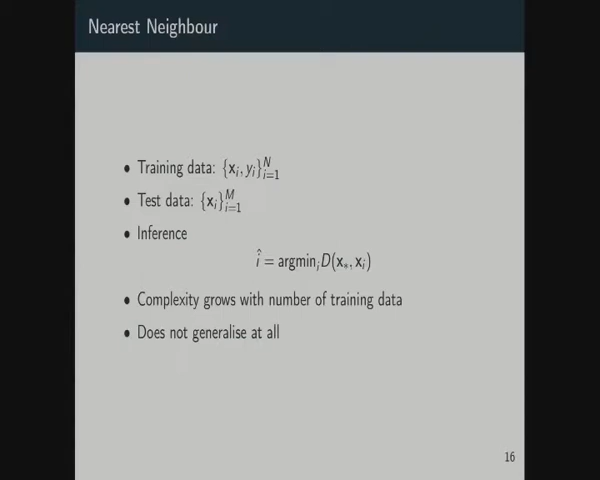 Nearest Neighbour
• Training data: {x_i, y_i}_{i=1}^N
• Test data: {x_i}_{i=1}^M
• Inference
î = argmin_i D(x_*, x_i)
• Complexity grows with number of training data
• Does not generalise at all
16